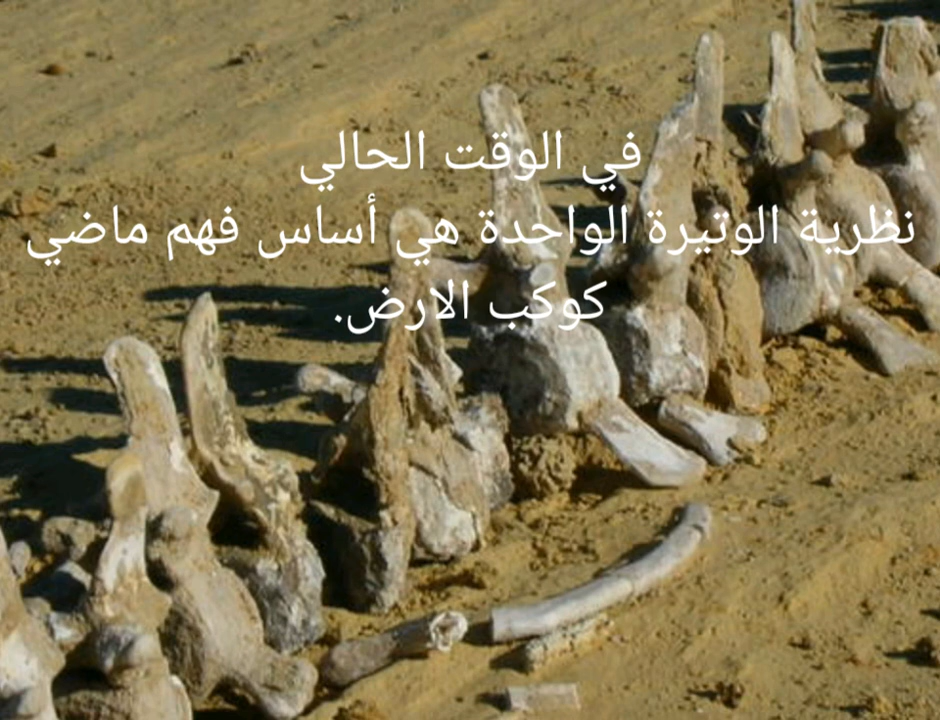 في الوقت الحالي
نظرية الوتيرة الواحدة هي أساس فهم ماضي
كوكب الارض.